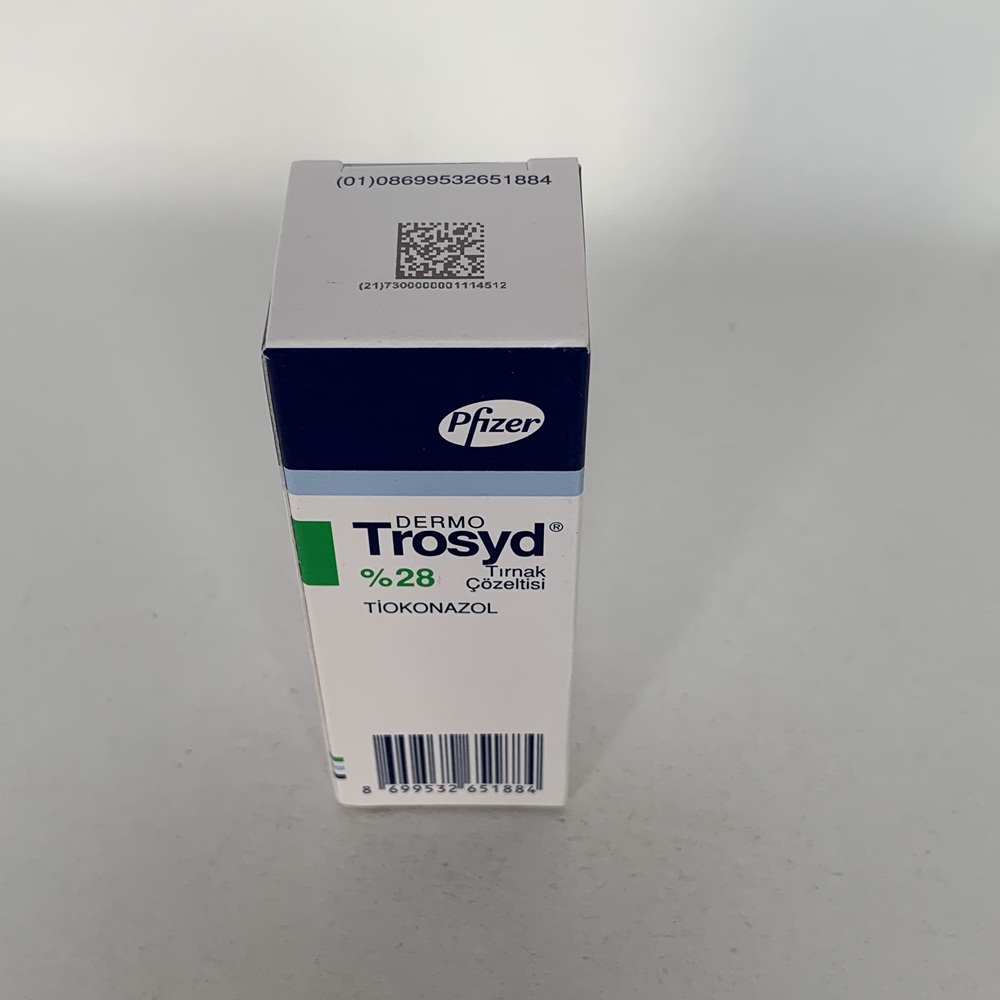 (01)08699532651884
(21)7300000001114512
Pfizer
DERMO
Trosyd®
%28 Tırnak
Çözeltisi
TİOKONAZOL
8 699532 651884